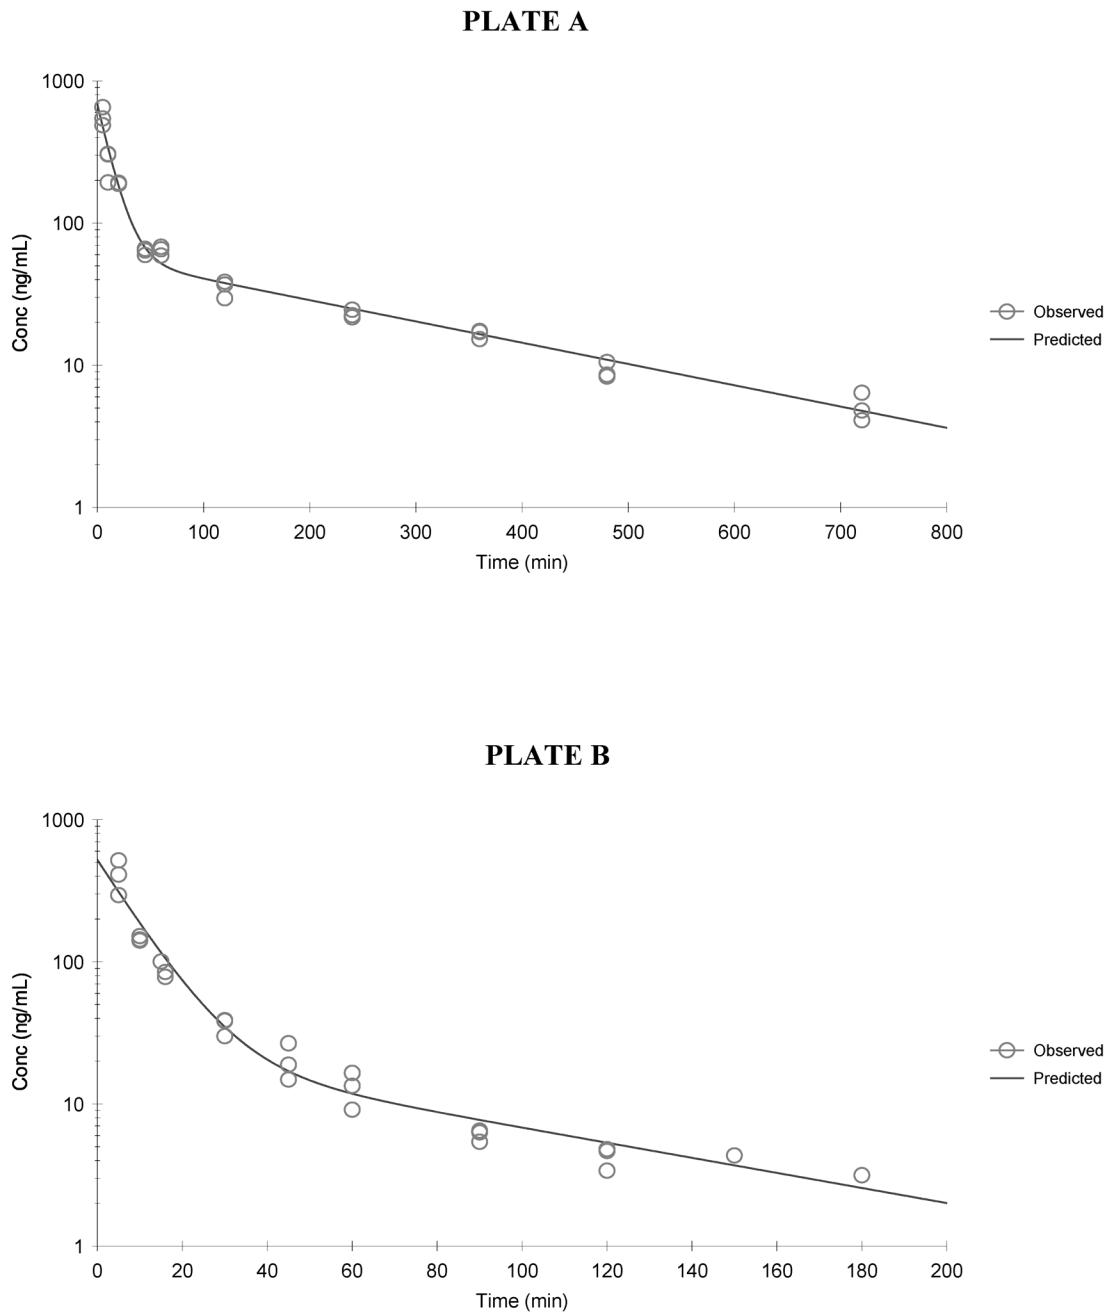 PLATE A
1000
100
10
1
Conc (ng/mL)
0 100 200 300 400 500 600 700 800
Time (min)
Observed
Predicted
PLATE B
1000
100
10
1
Conc (ng/mL)
0 20 40 60 80 100 120 140 160 180 200
Time (min)
Observed
Predicted